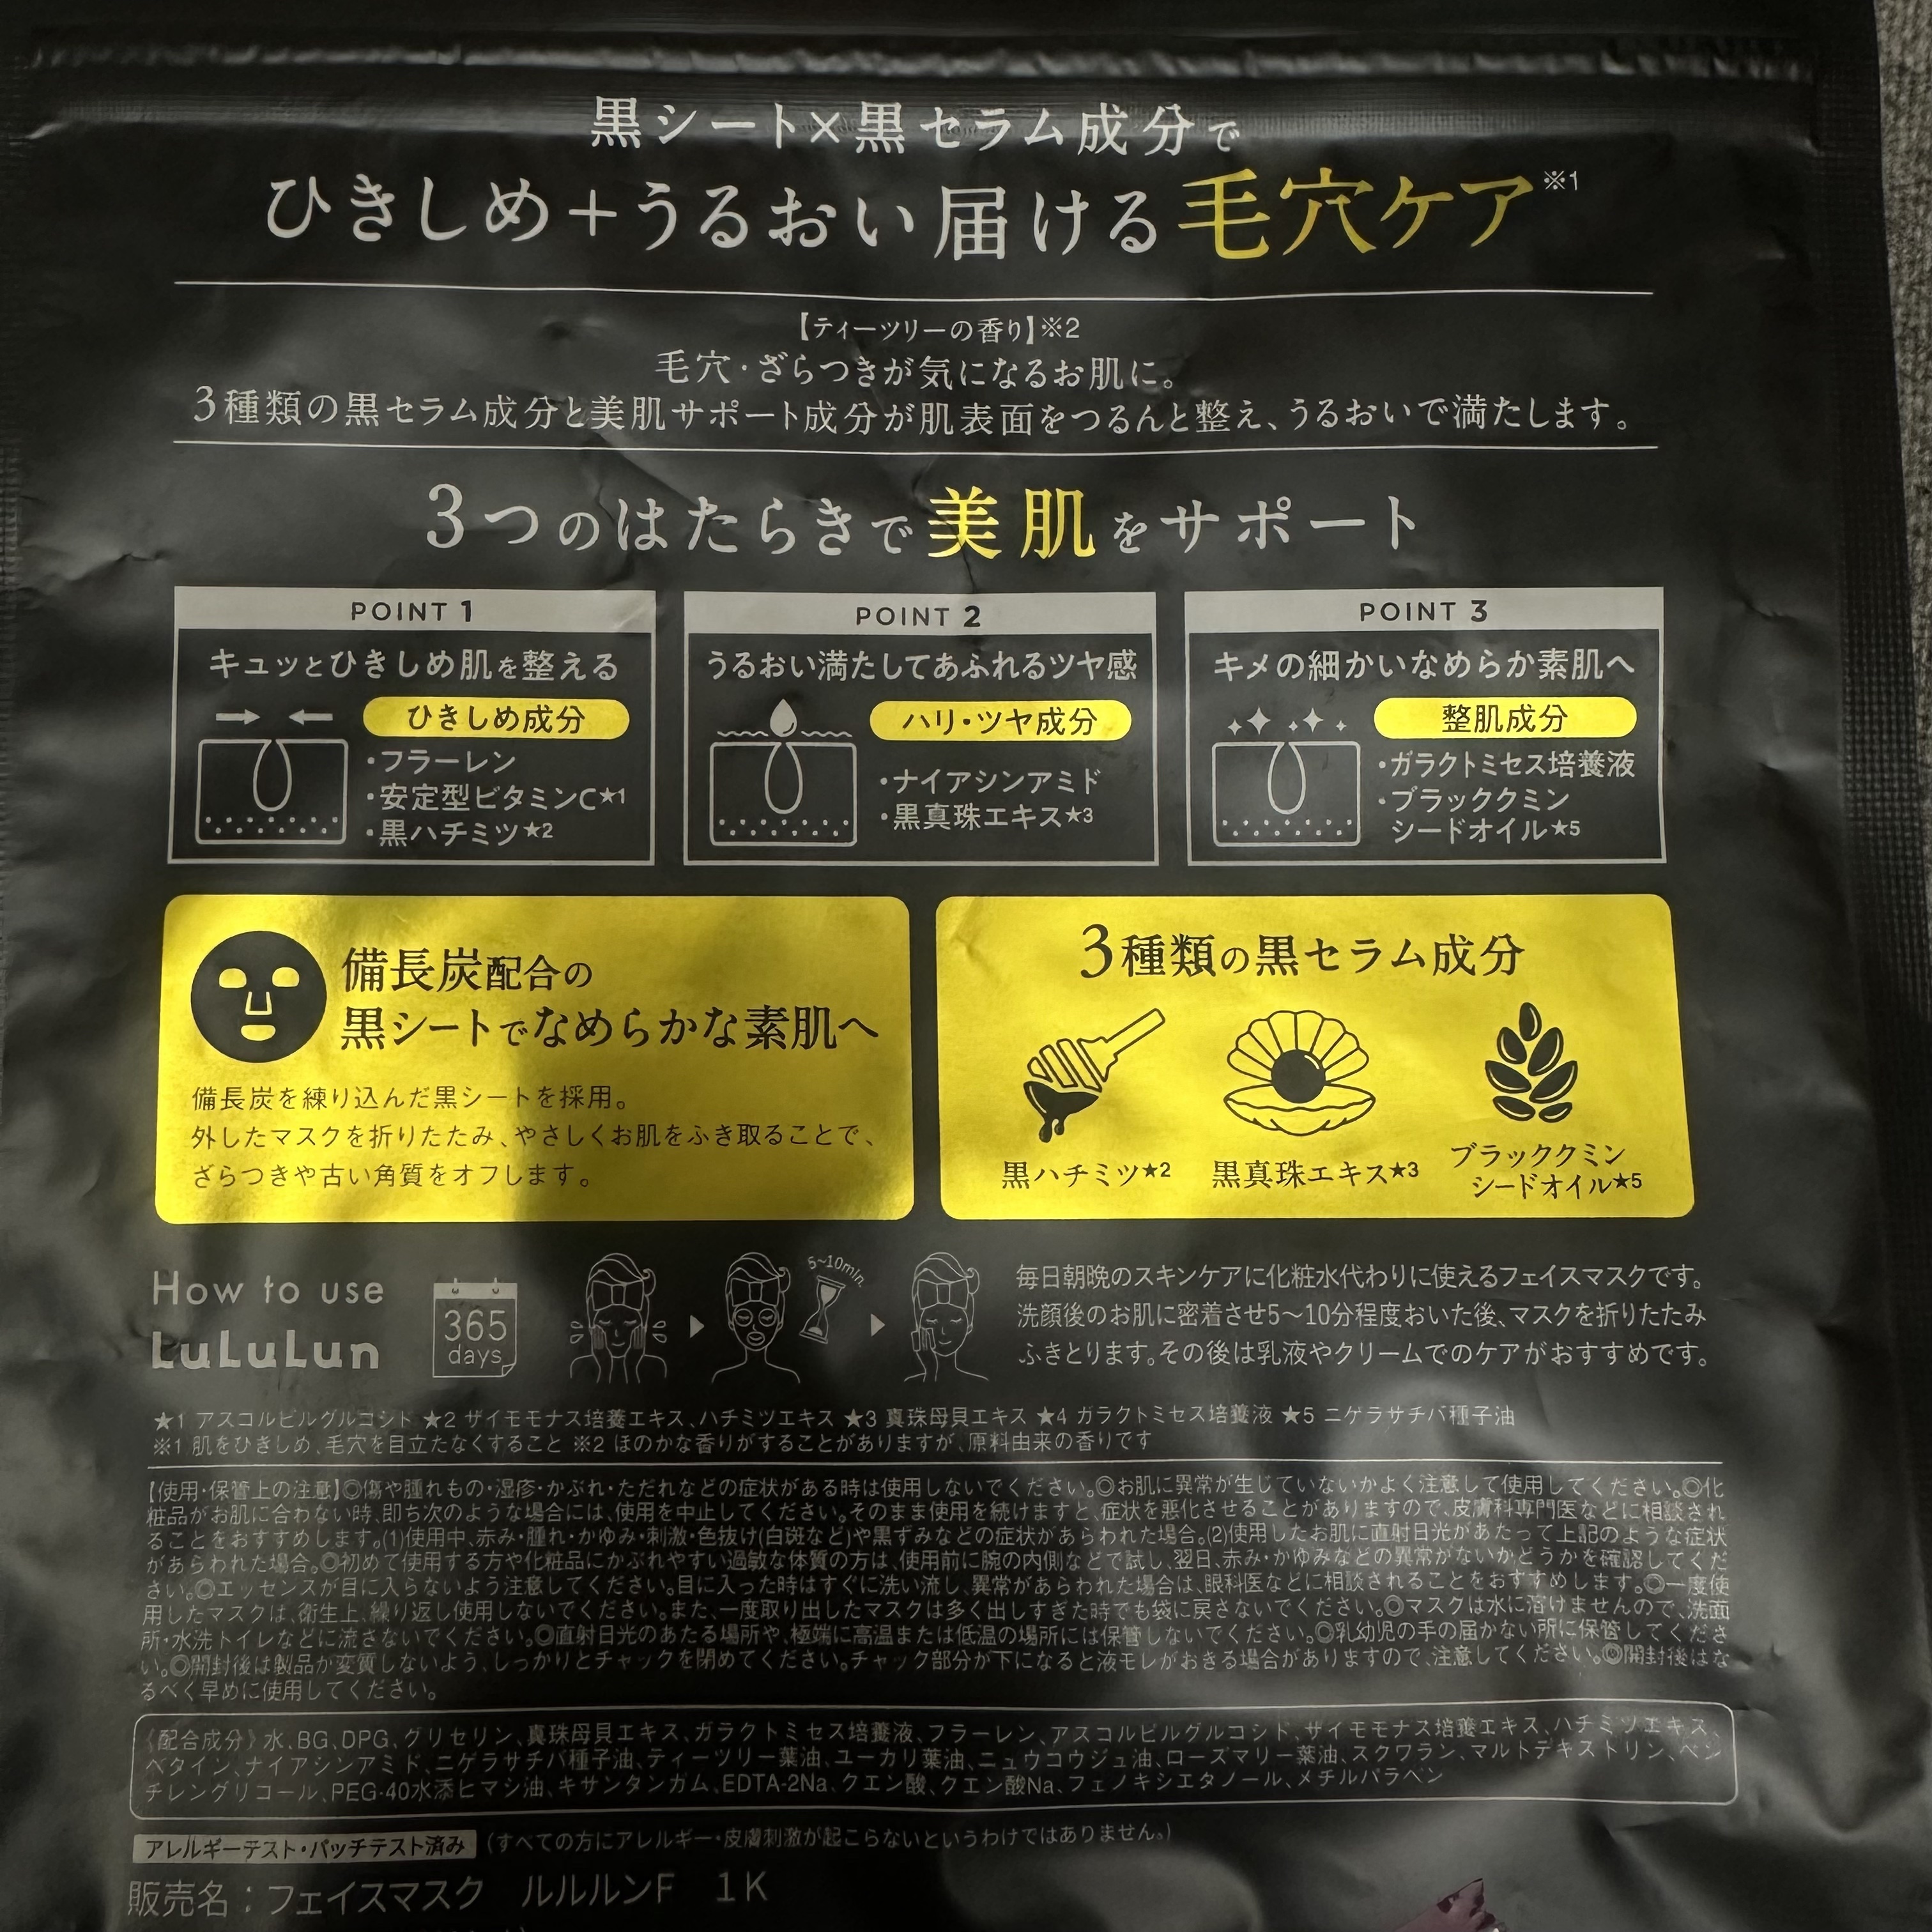 黒シート×黒セラム成分で
ひきしめ+うるおい届ける毛穴ケア※1
【ティーツリーの香り】※2
毛穴・ざらつきが気になるお肌に。
3種類の黒セラム成分と美肌サポート成分が肌表面をつるんと整え、うるおいで満たします。
3つのはたらきで美肌をサポート
POINT 1
キュッとひきしめ肌を整える
ひきしめ成分
・フラーレン
・安定型ビタミンC★1
・黒ハチミツ★2
POINT 2
うるおい満たしてあふれるツヤ感
ハリ・ツヤ成分
・ナイアシンアミド
・黒真珠エキス★3
POINT 3
キメの細かいなめらか素肌へ
整肌成分
・ガラクトミセス培養液
・ブラッククミン
シードオイル★5
備長炭配合の
黒シートでなめらかな素肌へ
備長炭を練り込んだ黒シートを採用。
外したマスクを折りたたみ、やさしくお肌をふき取ることで、
ざらつきや古い角質をオフします。
3種類の黒セラム成分
黒ハチミツ★2
黒真珠エキス★3
ブラッククミン
シードオイル★5
How to use
LuLuLun
365
days
5~10min.
毎日朝晩のスキンケアに化粧水代わりに使えるフェイスマスクです。
洗顔後のお肌に密着させ5〜10分程度おいた後、マスクを折りたたみ
ふきとります。その後は乳液やクリームでのケアがおすすめです。
★1 アスコルビルグルコシド ★2 ザイモモナス培養エキス、ハチミツエキス ★3 真珠母貝エキス ★4 ガラクトミセス培養液 ★5 ニゲラサチバ種子油
※1 肌をひきしめ、毛穴を目立たなくすること ※2 ほのかな香りがすることがありますが、原料由来の香りです
【使用・保管上の注意】◎傷や腫れもの・湿疹・かぶれ・ただれなどの症状がある時は使用しないでください。◎お肌に異常が生じていないかよく注意して使用してください。◎化
粧品がお肌に合わない時、即ち次のような場合には、使用を中止してください。そのまま使用を続けますと、症状を悪化させることがありますので、皮膚科専門医などに相談され
ることをおすすめします。(1)使用中、赤み・腫れ・かゆみ・刺激・色抜け(白斑など)や黒ずみなどの症状があらわれた場合。(2)使用したお肌に直射日光があたって上記のような症状
があらわれた場合。◎初めて使用する方や化粧品にかぶれやすい過敏な体質の方は、使用前に腕の内側などで試し、翌日、赤み・かゆみなどの異常がないかどうかを確認してくだ
さい。◎エッセンスが目に入らないよう注意してください。目に入った時はすぐに洗い流し、異常があらわれた場合は、眼科医などに相談されることをおすすめします。◎一度使
用したマスクは、衛生上、繰り返し使用しないでください。また、一度取り出したマスクは多く出しすぎた時でも袋に戻さないでください。◎マスクは水に溶けませんので、洗面
所・水洗トイレなどに流さないでください。◎直射日光のあたる場所や、極端に高温または低温の場所には保管しないでください。◎乳幼児の手の届かない所に保管してくださ
い。◎開封後は製品が変質しないよう、しっかりとチャックを閉めてください。チャック部分が下になると液モレがおきる場合がありますので、注意してください。◎開封後はな
るべく早めに使用してください。
《配合成分》水、BG、DPG、グリセリン、真珠母貝エキス、ガラクトミセス培養液、フラーレン、アスコルビルグルコシド、ザイモモナス培養エキス、ハチミツエキス、
ベタイン、ナイアシンアミド、ニゲラサチバ種子油、ティーツリー葉油、ユーカリ葉油、ニュウコウジュ油、ローズマリー葉油、スクワラン、マルトデキストリン、ペン
チレングリコール、PEG-40水添ヒマシ油、キサンタンガム、EDTA-2Na、クエン酸、クエン酸Na、フェノキシエタノール、メチルパラベン
アレルギーテスト・パッチテスト済み (すべての方にアレルギー・皮膚刺激が起こらないというわけではありません。)
販売名：フェイスマスク ルルルンF 1K